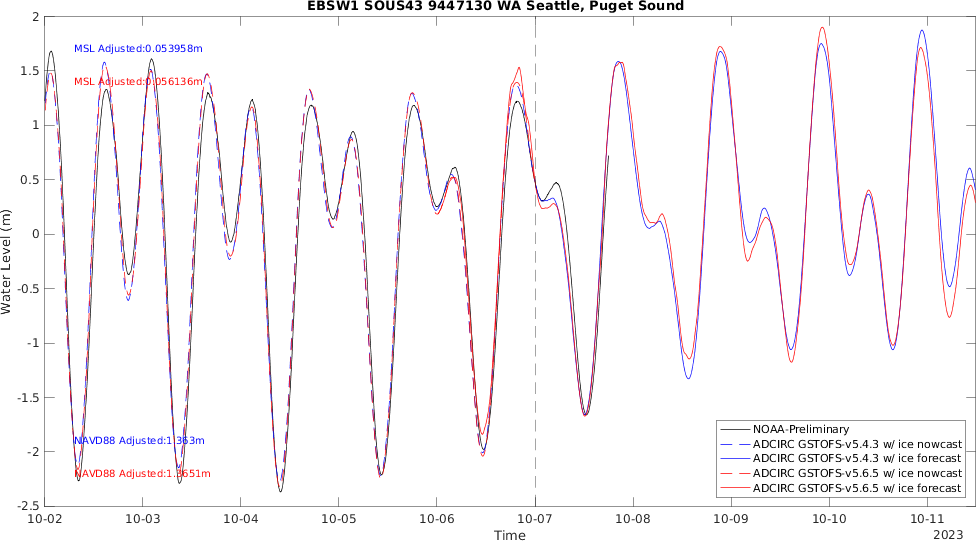 EBSW1 SOUS43 9447130 WA Seattle, Puget Sound
2
1.5
1
0.5
0
-0.5
-1
-1.5
-2
-2.5
Water Level (m)
MSL Adjusted:0.053958m
MSL Adjusted:0.056136m
NAVD88 Adjusted:1.363m
NAVD88 Adjusted:1.3651m
NOAA-Preliminary
ADCIRC GSTOFS-v5.4.3 w/ ice nowcast
ADCIRC GSTOFS-v5.4.3 w/ ice forecast
ADCIRC GSTOFS-v5.6.5 w/ ice nowcast
ADCIRC GSTOFS-v5.6.5 w/ ice forecast
10-02 10-03 10-04 10-05 10-06 10-07 10-08 10-09 10-10 10-11
Time
2023